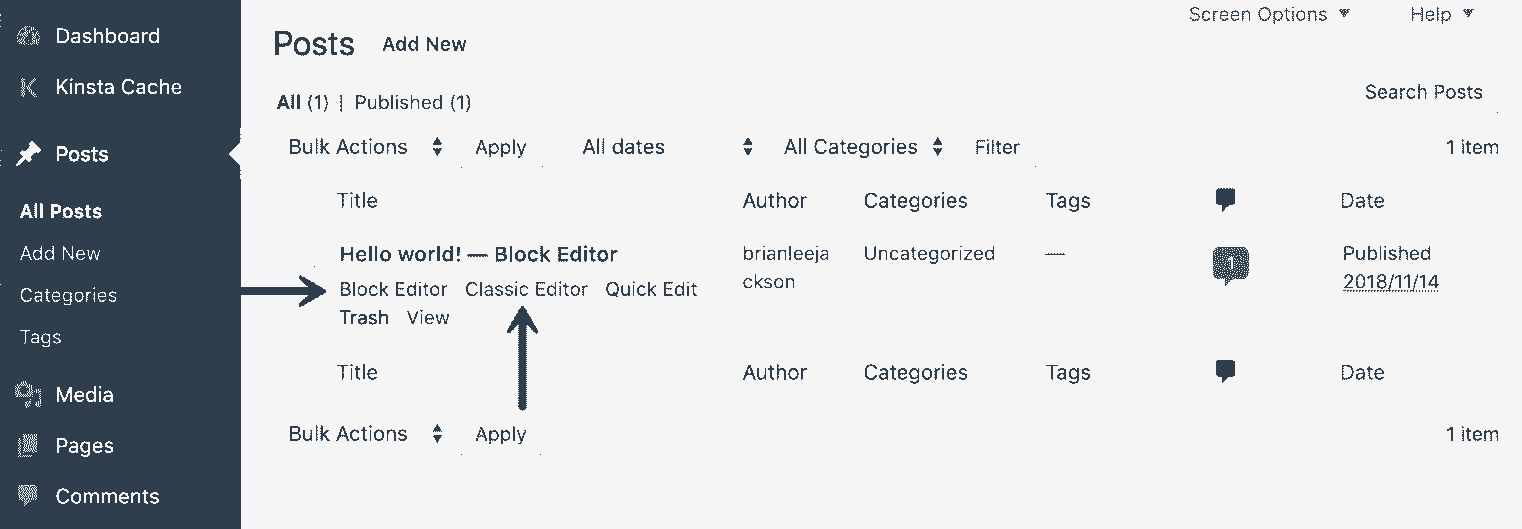 Dashboard
Kinsta Cache
Posts
All Posts
Add New
Categories
Tags
Media
Pages
Comments
Screen Options Help
Posts Add New
All (1) | Published (1)
Search Posts
Bulk Actions Apply All dates All Categories Filter 1 item
Title Author Categories Tags Date
Hello world! — Block Editor brianleeja Uncategorized — 1 Published
ckson 2018/11/14
Block Editor Classic Editor Quick Edit
Trash View
Title Author Categories Tags Date
Bulk Actions Apply 1 item